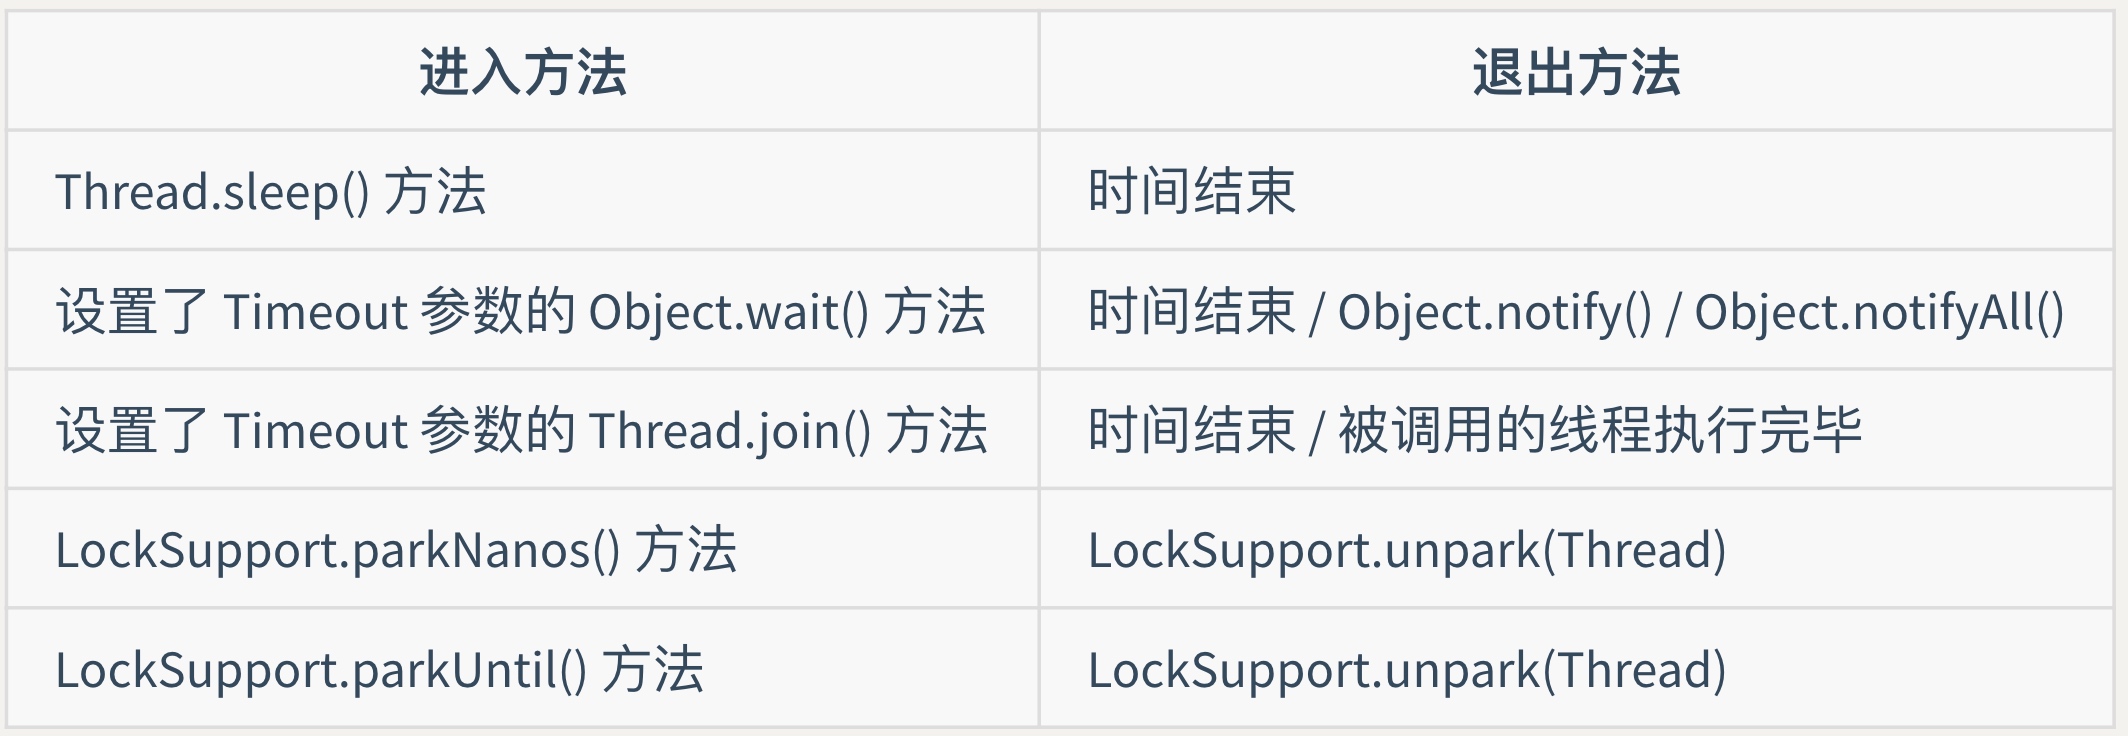 进入方法
退出方法
Thread.sleep() 方法
时间结束
设置了 Timeout 参数的 Object.wait() 方法
时间结束 / Object.notify() / Object.notifyAll()
设置了 Timeout 参数的 Thread.join() 方法
时间结束 / 被调用的线程执行完毕
LockSupport.parkNanos() 方法
LockSupport.unpark(Thread)
LockSupport.parkUntil() 方法
LockSupport.unpark(Thread)